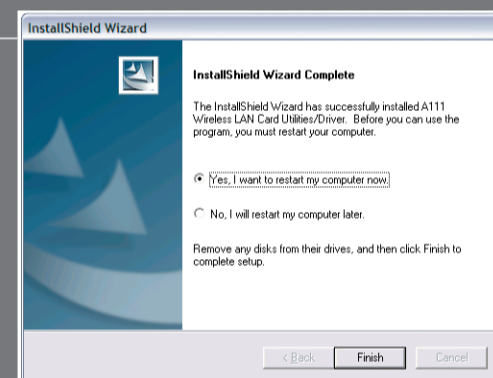 InstallShield Wizard
InstallShield Wizard Complete
The InstallShield Wizard has successfully installed A111
Wireless LAN Card Utilities/Driver. Before you can use the
program, you must restart your computer.
Yes, I want to restart my computer now.
No, I will restart my computer later.
Remove any disks from their drives, and then click Finish to
complete setup.
< Back
Finish
Cancel